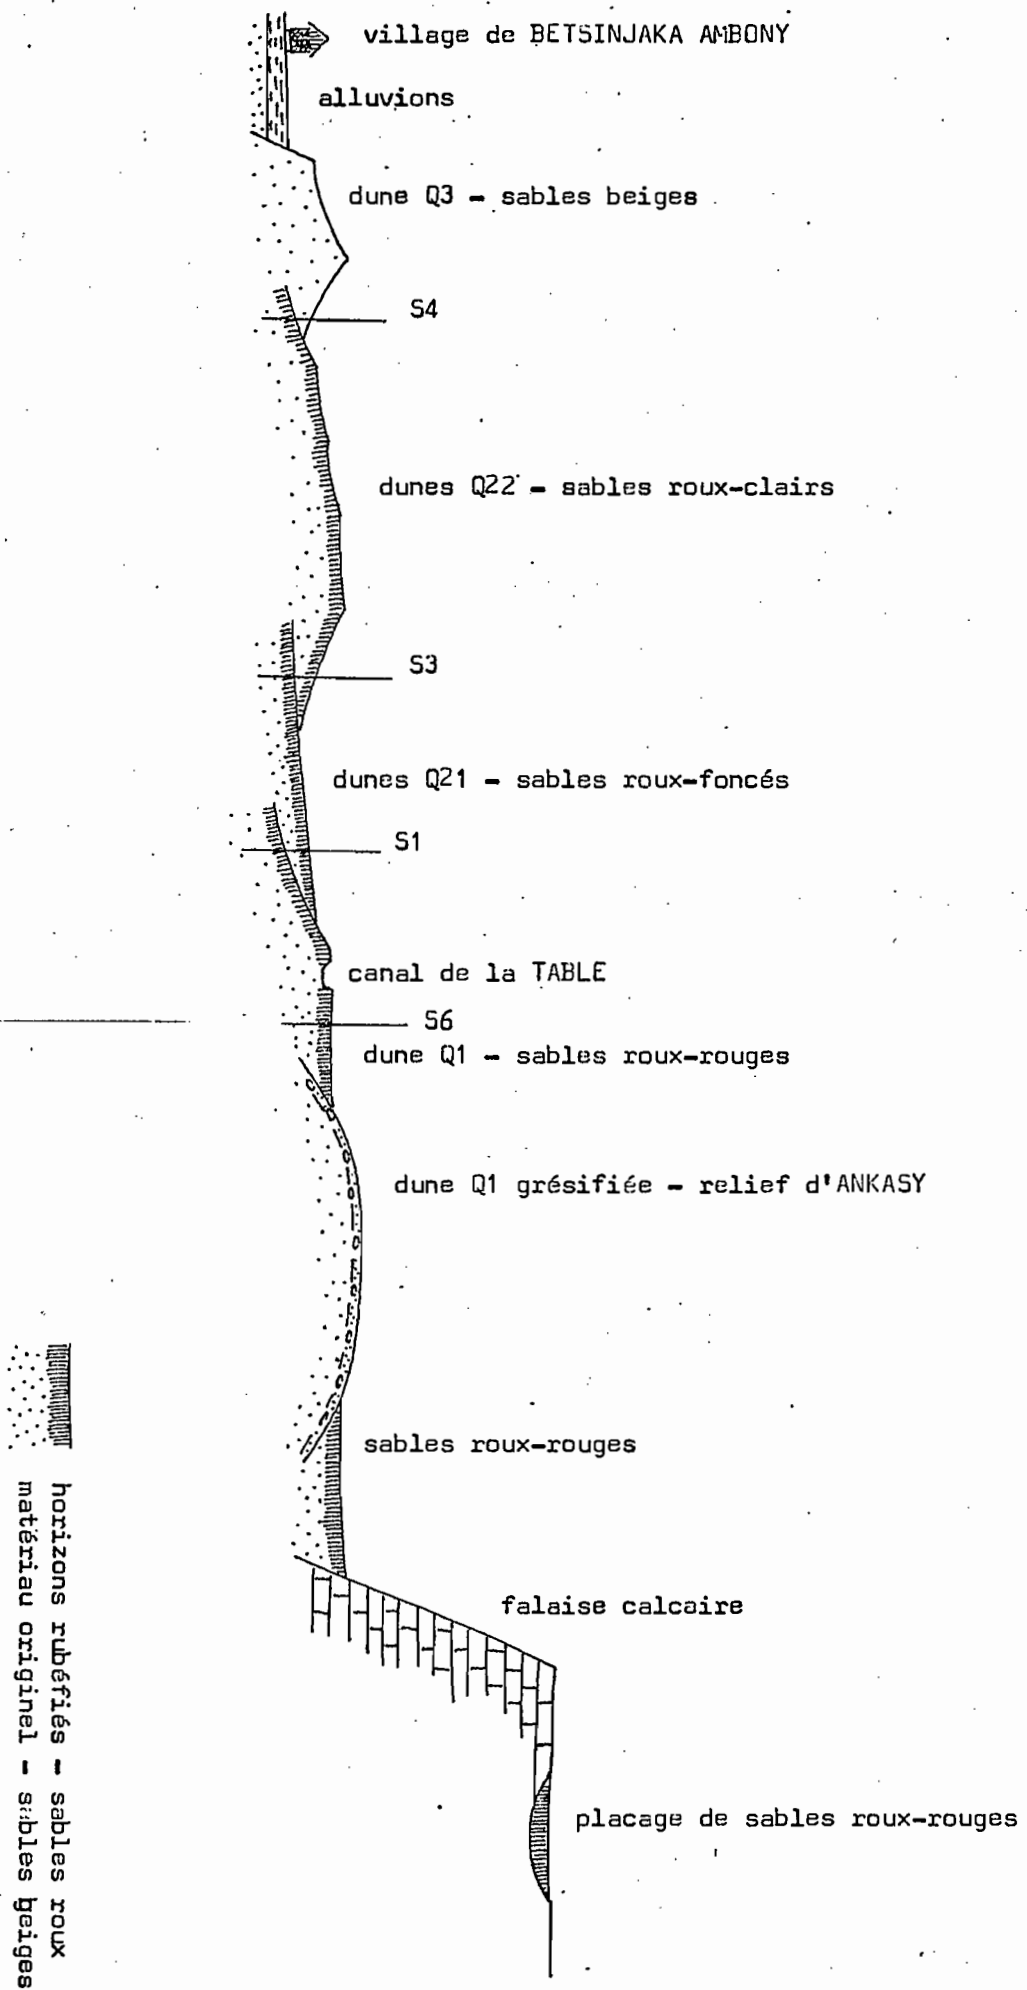 village de BETSINJAKA AMBONY
alluvions
dune Q3 - sables beiges
S4
dunes Q22 - sables roux-clairs
S3
dunes Q21 - sables roux-foncés
S1
canal de la TABLE
S6
dune Q1 - sables roux-rouges
dune Q1 grésifiée - relief d'ANKASY
sables roux-rouges
falaise calcaire
placage de sables roux-rouges
horizons rubéfiés - sables roux
matériau originel - sables beiges